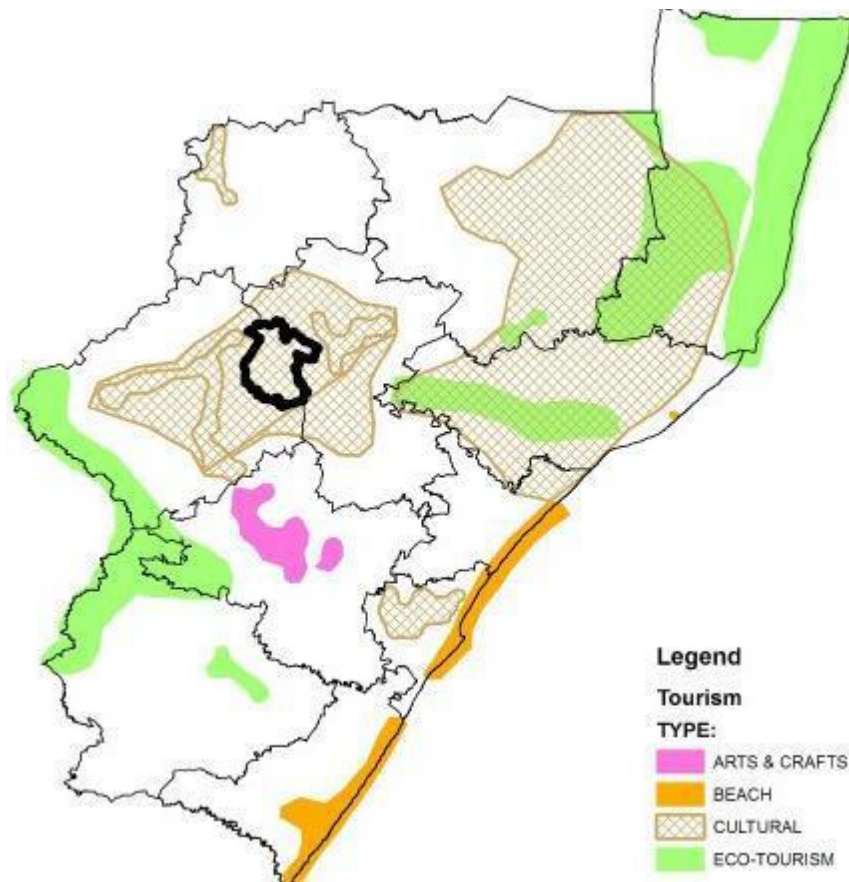 Legend
Tourism
TYPE:
ARTS & CRAFTS
BEACH
CULTURAL
ECO-TOURISM